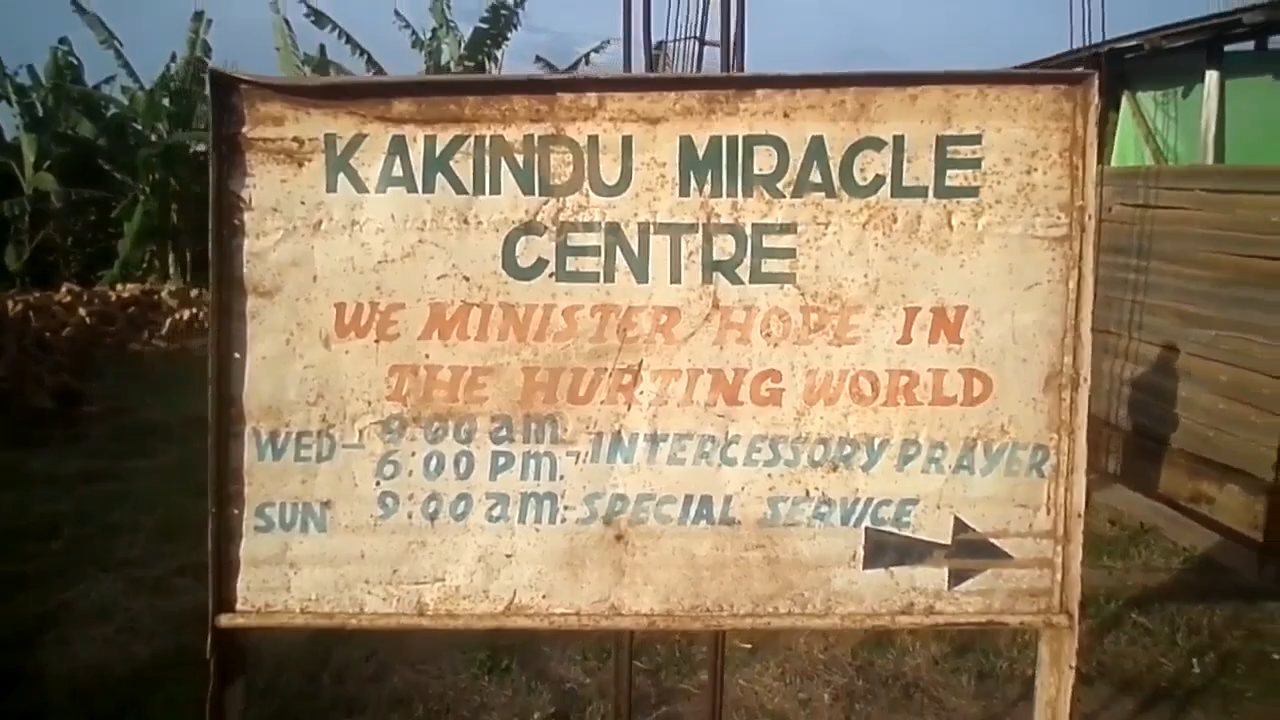 KAKINDU MIRACLE
CENTRE
WE MINISTER HOPE IN
THE HURTING WORLD
WED- 9:00 am - INTERCESSORY PRAYER
6:00 Pm.
SUN 9:00 am:- SPECIAL SERVICE